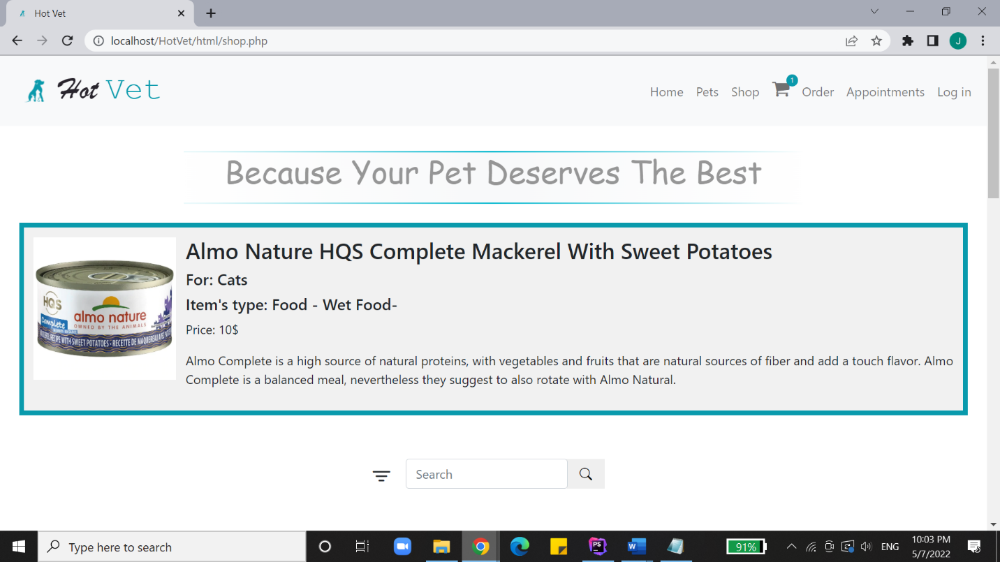 Hot Vet
localhost/HotVet/html/shop.php
J
Hot Vet
Home Pets Shop 1 Order Appointments Log in
Because Your Pet Deserves The Best
Almo Nature HQS Complete Mackerel With Sweet Potatoes
For: Cats
Item's type: Food - Wet Food-
Price: 10$
Almo Complete is a high source of natural proteins, with vegetables and fruits that are natural sources of fiber and add a touch flavor. Almo
Complete is a balanced meal, nevertheless they suggest to also rotate with Almo Natural.
HQS
Complete
almo nature
OWNED BY THE ANIMALS
RECIPE WITH SWEET POTATOES • RECETTE DE MAQUEREAU
Search
Type here to search
PS
W
91%
ENG
10:03 PM
5/7/2022